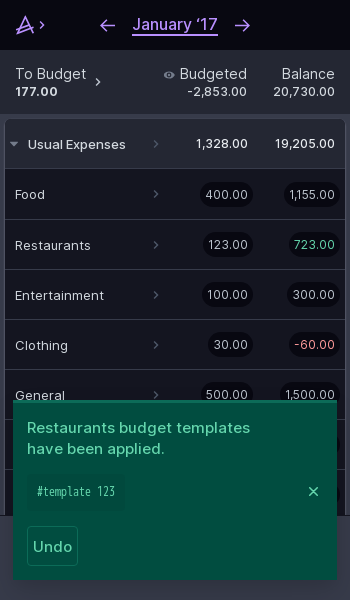 January ‘17
To Budget
177.00
Budgeted
-2,853.00
Balance
20,730.00
Usual Expenses 1,328.00 19,205.00
Food 400.00 1,155.00
Restaurants 123.00 723.00
Entertainment 100.00 300.00
Clothing 30.00 -60.00
General 500.00 1,500.00
Restaurants budget templates
have been applied.
#template 123
Undo